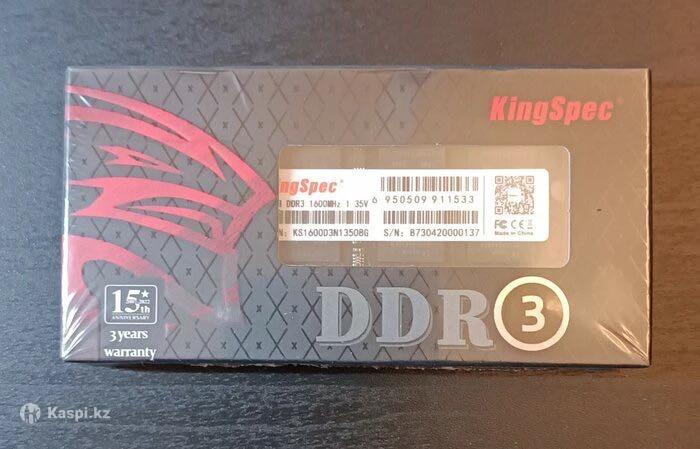 KingSpec®
ngSpec®
DDR3 1600MHz 1.35V
6 950509 911533
N: KS1600D3N13508G
S/N: B730420000137
CE FC
Made in China
15th
ANNIVERSARY
3 years
warranty
DDR3
Kaspi.kz